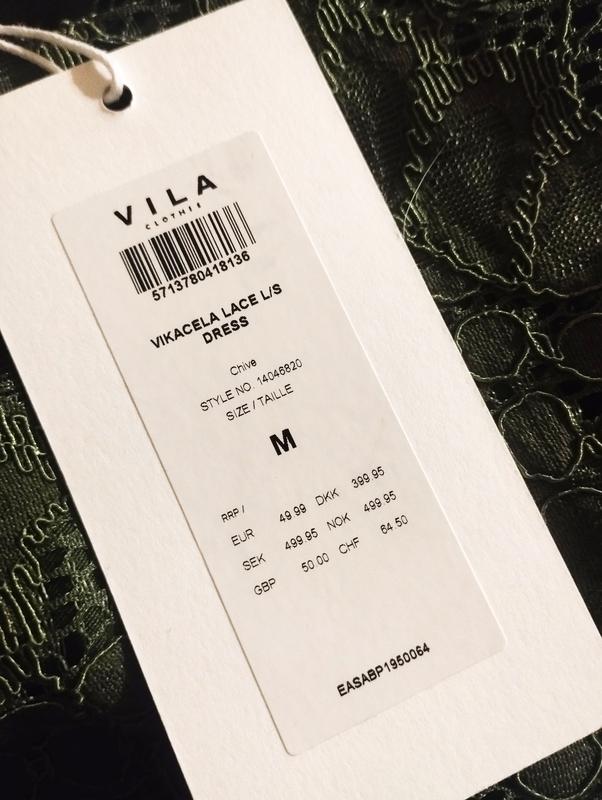 VILA
CLOTHES
5713780418136
VIKACELA LACE L/S
DRESS
Chive
STYLE NO. 14046820
SIZE / TAILLE
M
RRP /
EUR 49.99 DKK 399.95
SEK 499.95 NOK 499.95
GBP 50.00 CHF 64.50
EASABP1950064